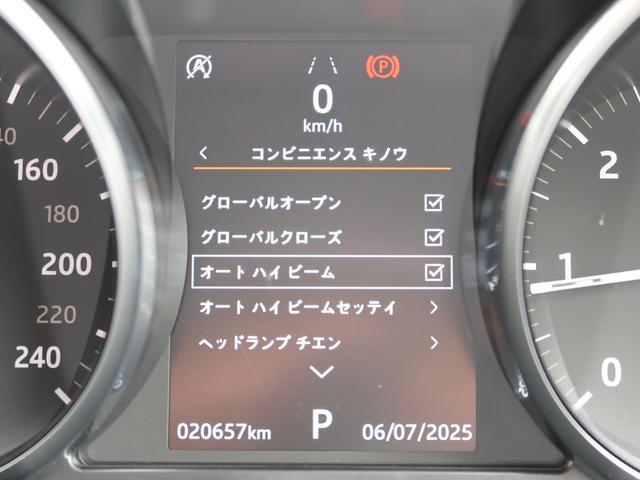 0
km/h
コンビニエンス キノウ
グローバルオープン
グローバルクローズ
オート ハイ ビーム
オート ハイ ビームセッテイ
ヘッドランプ チエン
020657km P 06/07/2025
160
180
200
220
240
2
1
0